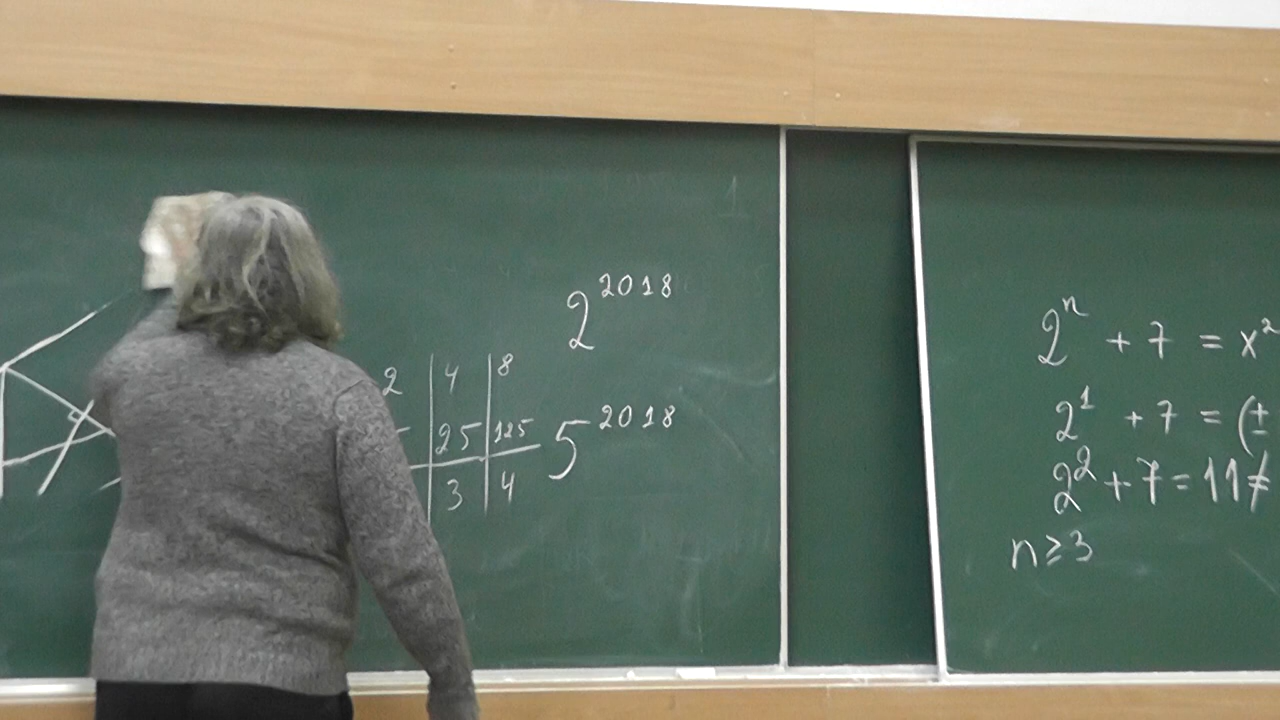 2^2018
2 | 4 | 8
25 | 125
5^2018
3 | 4
2^n + 7 = x^2
2^1 + 7 = (±
2^2 + 7 = 11 ≠
n ≥ 3